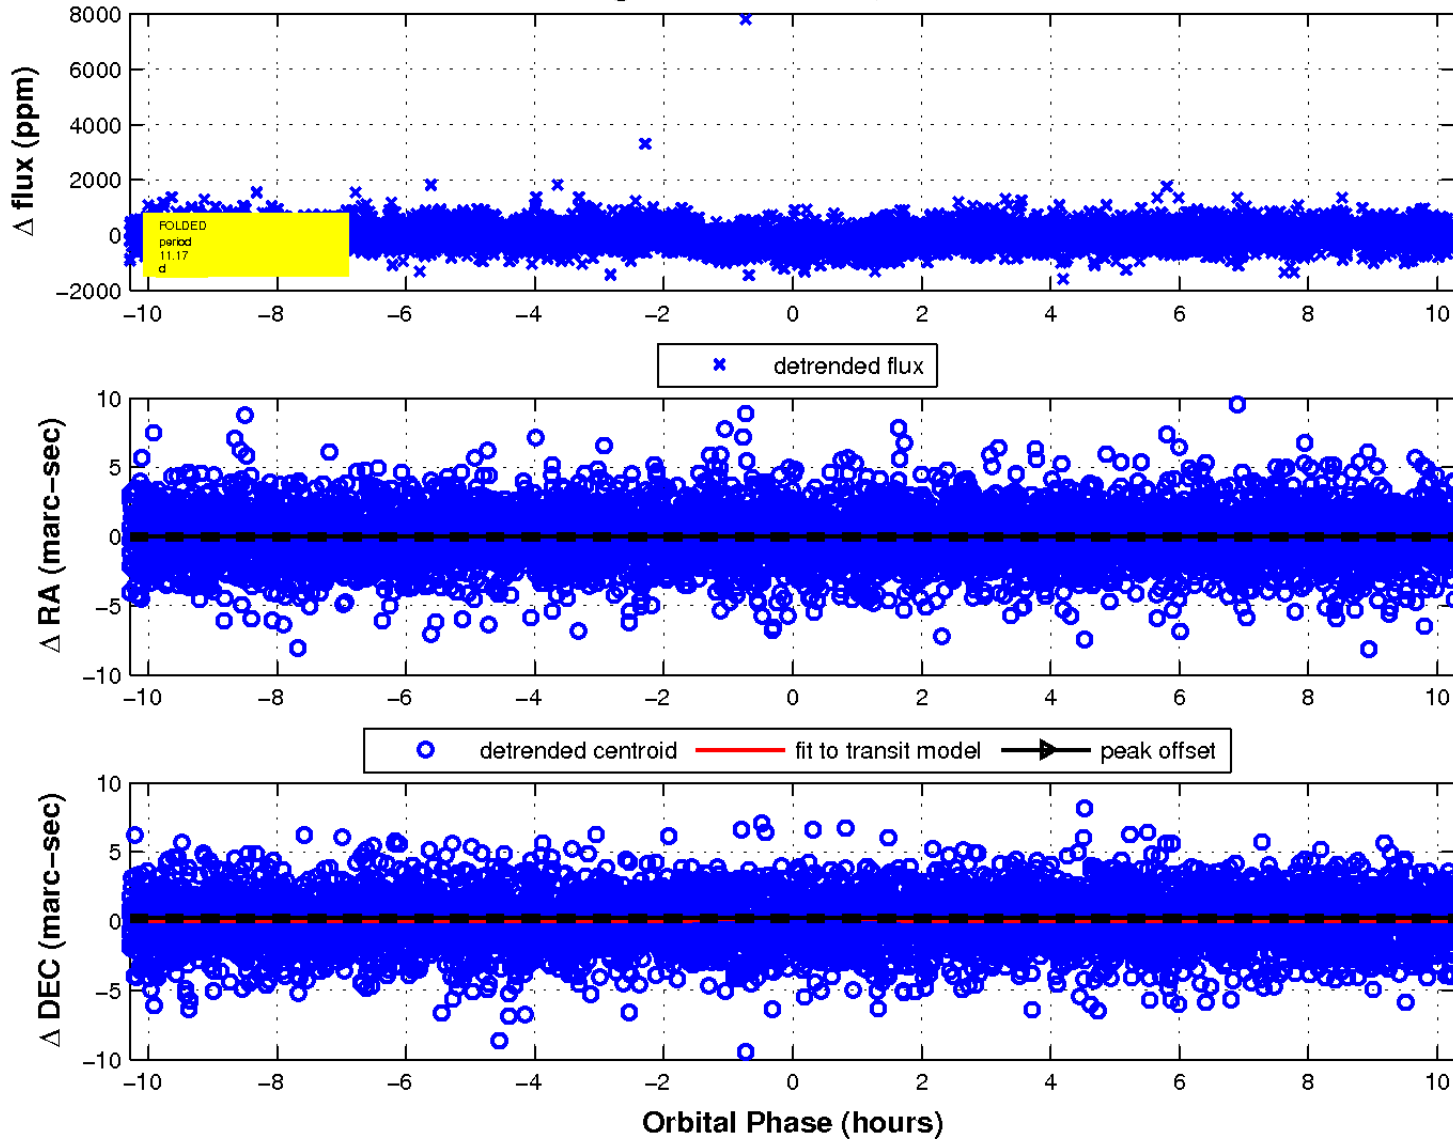 8000
6000
4000
2000
0
−2000
Δ flux (ppm)
FOLDED
period
11.17
d
−10 −8 −6 −4 −2 0 2 4 6 8 10
detrended flux
10
5
0
−5
−10
Δ RA (marc−sec)
−10 −8 −6 −4 −2 0 2 4 6 8 10
detrended centroid fit to transit model peak offset
10
5
0
−5
−10
Δ DEC (marc−sec)
−10 −8 −6 −4 −2 0 2 4 6 8 10
Orbital Phase (hours)